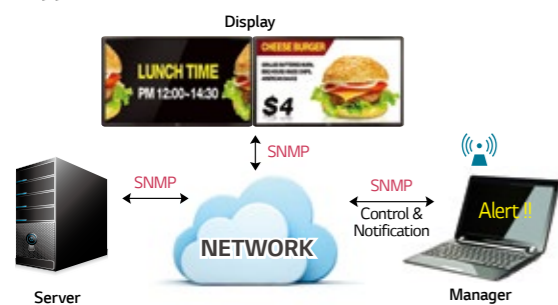 Display
LUNCH TIME
PM 12:00~14:30
CHEESE BURGER
$4
SNMP
SNMP
SNMP
Control &
Notification
NETWORK
Alert !!
Server
Manager